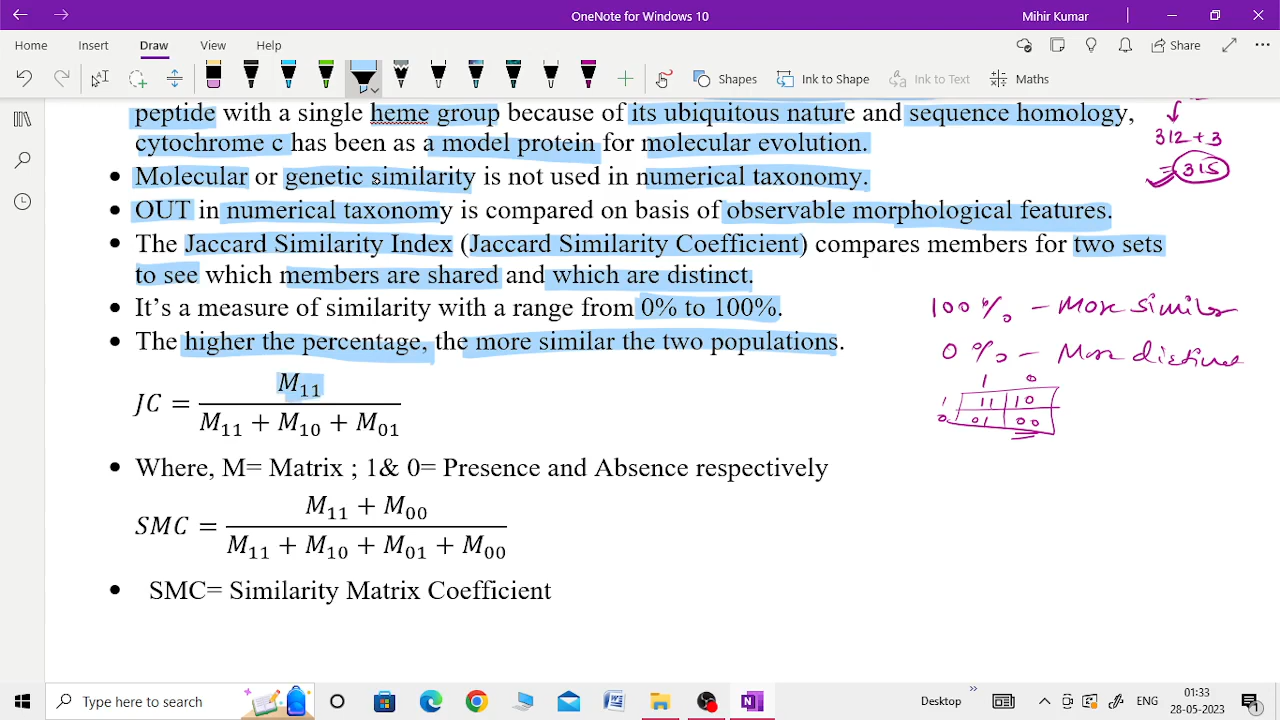 OneNote for Windows 10
Mihir Kumar
Home Insert Draw View Help
Share
Shapes Ink to Shape Ink to Text Maths
peptide with a single heme group because of its ubiquitous nature and sequence homology,
cytochrome c has been as a model protein for molecular evolution.
312 + 3
= 315
• Molecular or genetic similarity is not used in numerical taxonomy.
• OUT in numerical taxonomy is compared on basis of observable morphological features.
• The Jaccard Similarity Index (Jaccard Similarity Coefficient) compares members for two sets
to see which members are shared and which are distinct.
• It's a measure of similarity with a range from 0% to 100%.
100% – More similar
• The higher the percentage, the more similar the two populations.
0% – More distinct
1 0
1 11 10
0 01 00
JC = M₁₁ / (M₁₁ + M₁₀ + M₀₁)
• Where, M= Matrix ; 1& 0= Presence and Absence respectively
SMC = (M₁₁ + M₀₀) / (M₁₁ + M₁₀ + M₀₁ + M₀₀)
• SMC= Similarity Matrix Coefficient
Type here to search
Desktop
ENG
01:33
28-05-2023